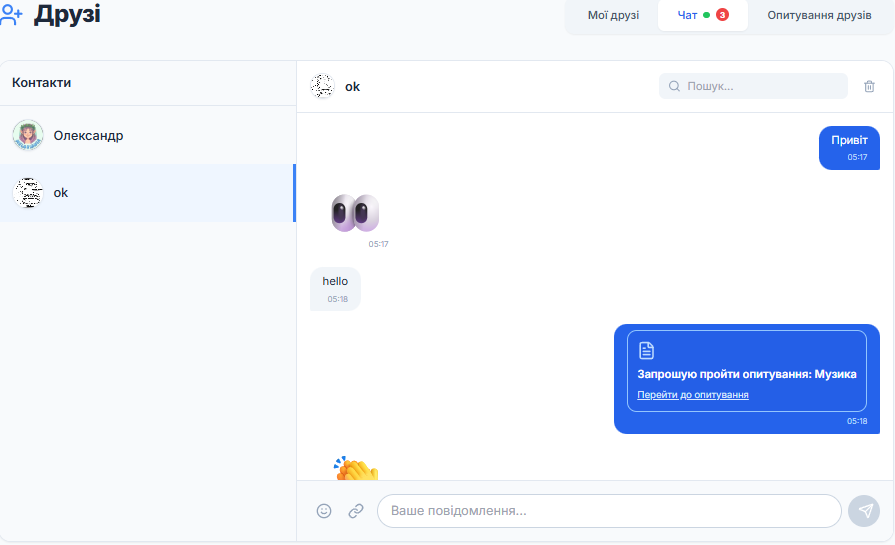 Друзі
Мої друзі
Чат 3
Опитування друзів
Контакти
Олександр
ok
ok
Пошук...
Привіт
05:17
05:17
hello
05:18
Запрошую пройти опитування: Музика
Перейти до опитування
05:18
Ваше повідомлення...